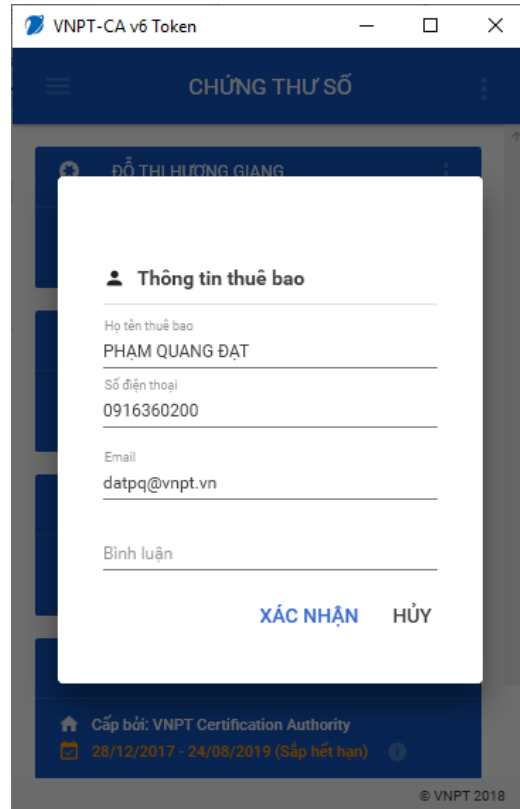 VNPT-CA v6 Token
CHỨNG THƯ SỐ
ĐỖ THỊ HƯƠNG GIANG
Thông tin thuê bao
Họ tên thuê bao
PHẠM QUANG ĐẠT
Số điện thoại
0916360200
Email
datpq@vnpt.vn
Bình luận
XÁC NHẬN HỦY
Cấp bởi: VNPT Certification Authority
28/12/2017 - 24/08/2019 (Sắp hết hạn)
© VNPT 2018